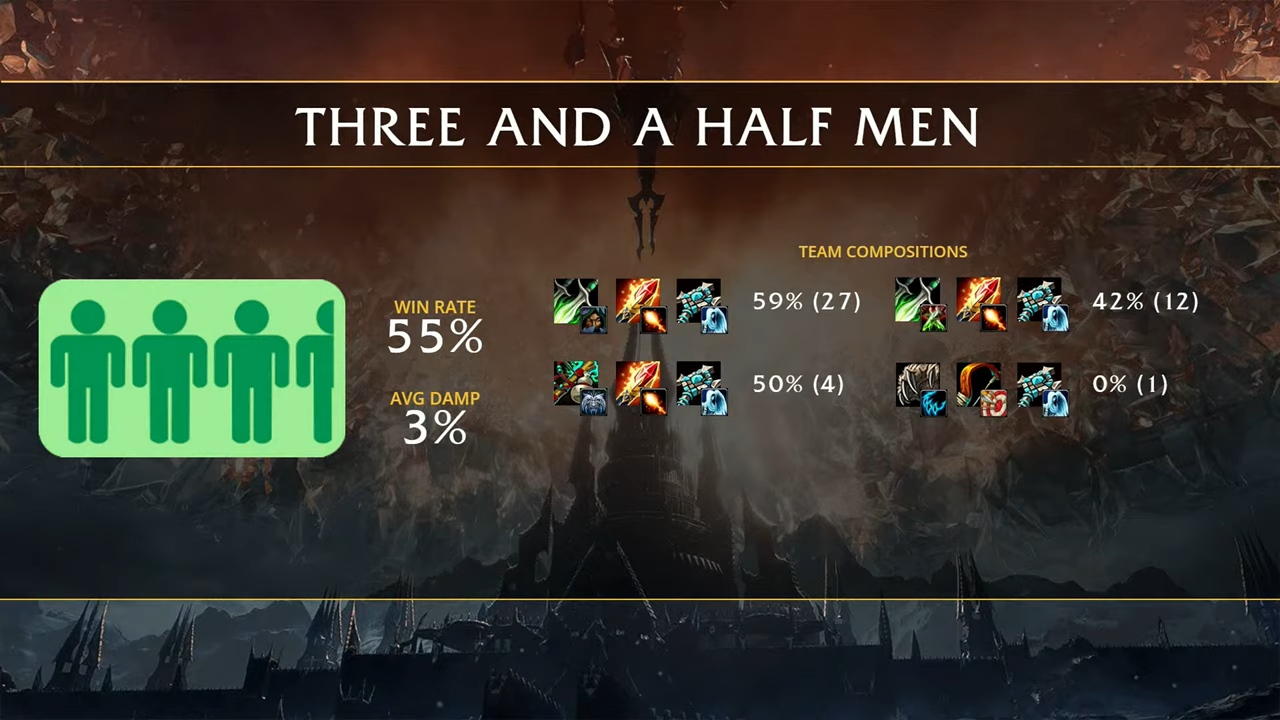 THREE AND A HALF MEN
TEAM COMPOSITIONS
WIN RATE
55%
AVG DAMP
3%
59% (27)
42% (12)
50% (4)
0% (1)